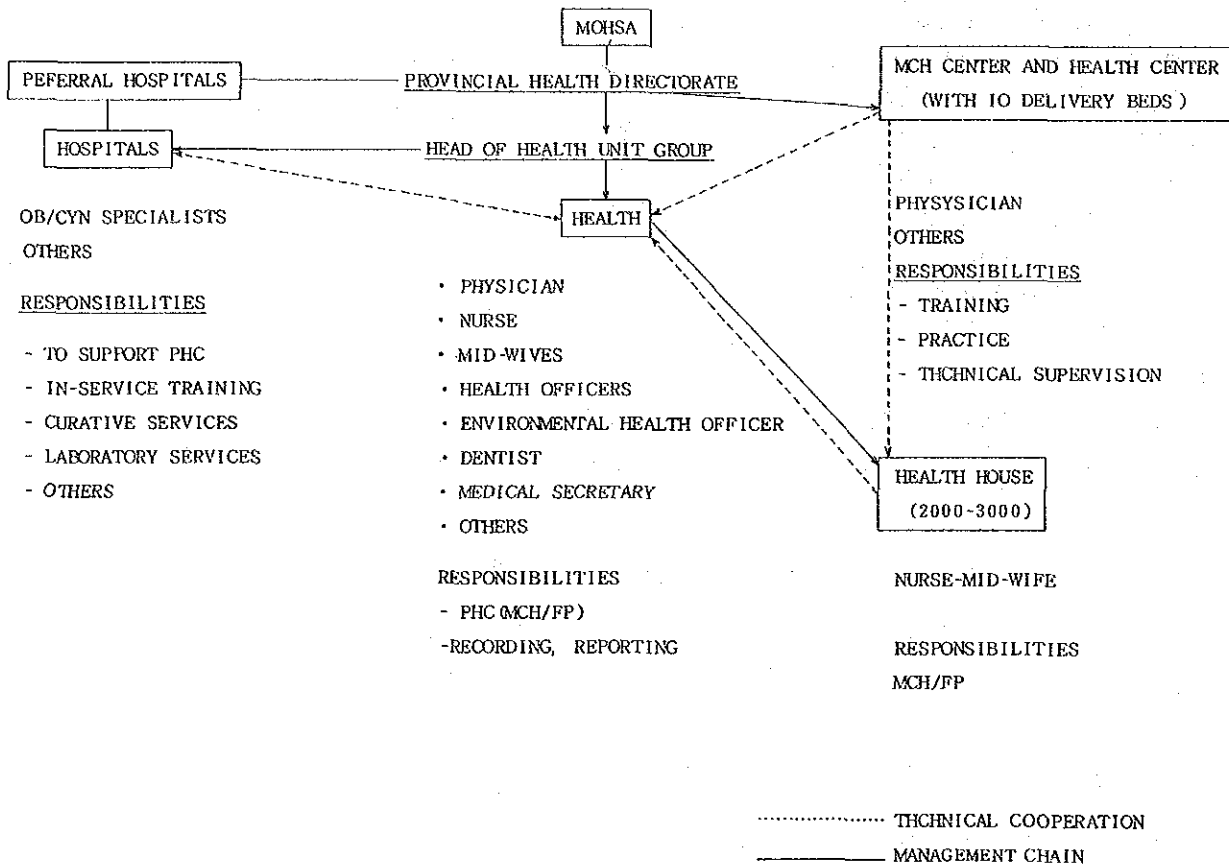 MOHSA
PEFERRAL HOSPITALS
PROVINCIAL HEALTH DIRECTORATE
MCH CENTER AND HEALTH CENTER
(WITH IO DELIVERY BEDS)
HOSPITALS
HEAD OF HEALTH UNIT GROUP
HEALTH
OB/CYN SPECIALISTS
OTHERS
RESPONSIBILITIES
- TO SUPFORT PHC
- IN-SERVICE TRAINING
- CURATIVE SERVICES
- LABORATORY SERVICES
- OTHERS
· PHYSICIAN
· NURSE
· MID-WIVES
· HEALTH OFFICERS
· ENVIRONMENTAL HEALTH OFFICER
· DENTIST
· MEDICAL SECRETARY
· OTHERS
RESPONSIBILITIES
- PHC (MCH/FP)
-RECORDING, REPORTING
PHYSYSICIAN
OTHERS
RESPONSIBILITIES
- TRAINING
- PRACTICE
- THCHNICAL SUPERVISION
HEALTH HOUSE
(2000~3000)
NURSE-MID-WIFE
RESPONSIBILITIES
MCH/FP
THCHNICAL COOPERATION
MANAGEMENT CHAIN